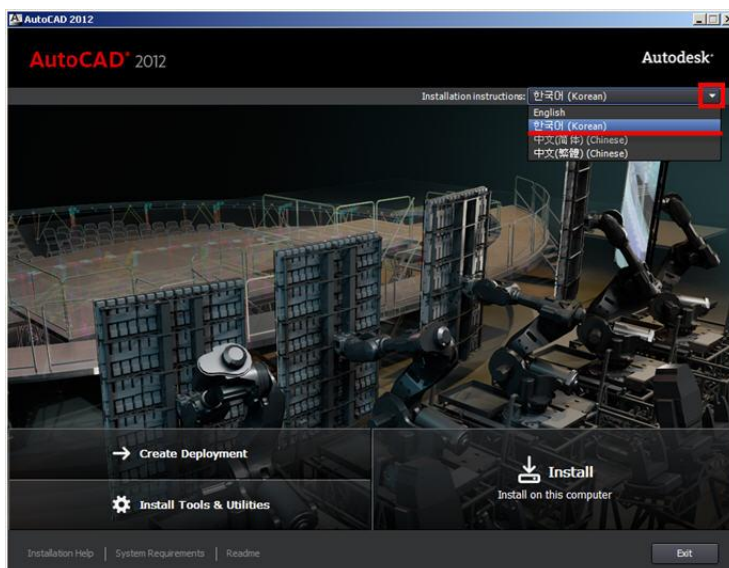 AutoCAD 2012
AutoCAD® 2012
Autodesk®
Installation instructions: 한국어 (Korean)
English
한국어 (Korean)
中文(简体) (Chinese)
中文(繁體) (Chinese)
Create Deployment
Install Tools & Utilities
Install
Install on this computer
Installation Help | System Requirements | Readme
Exit